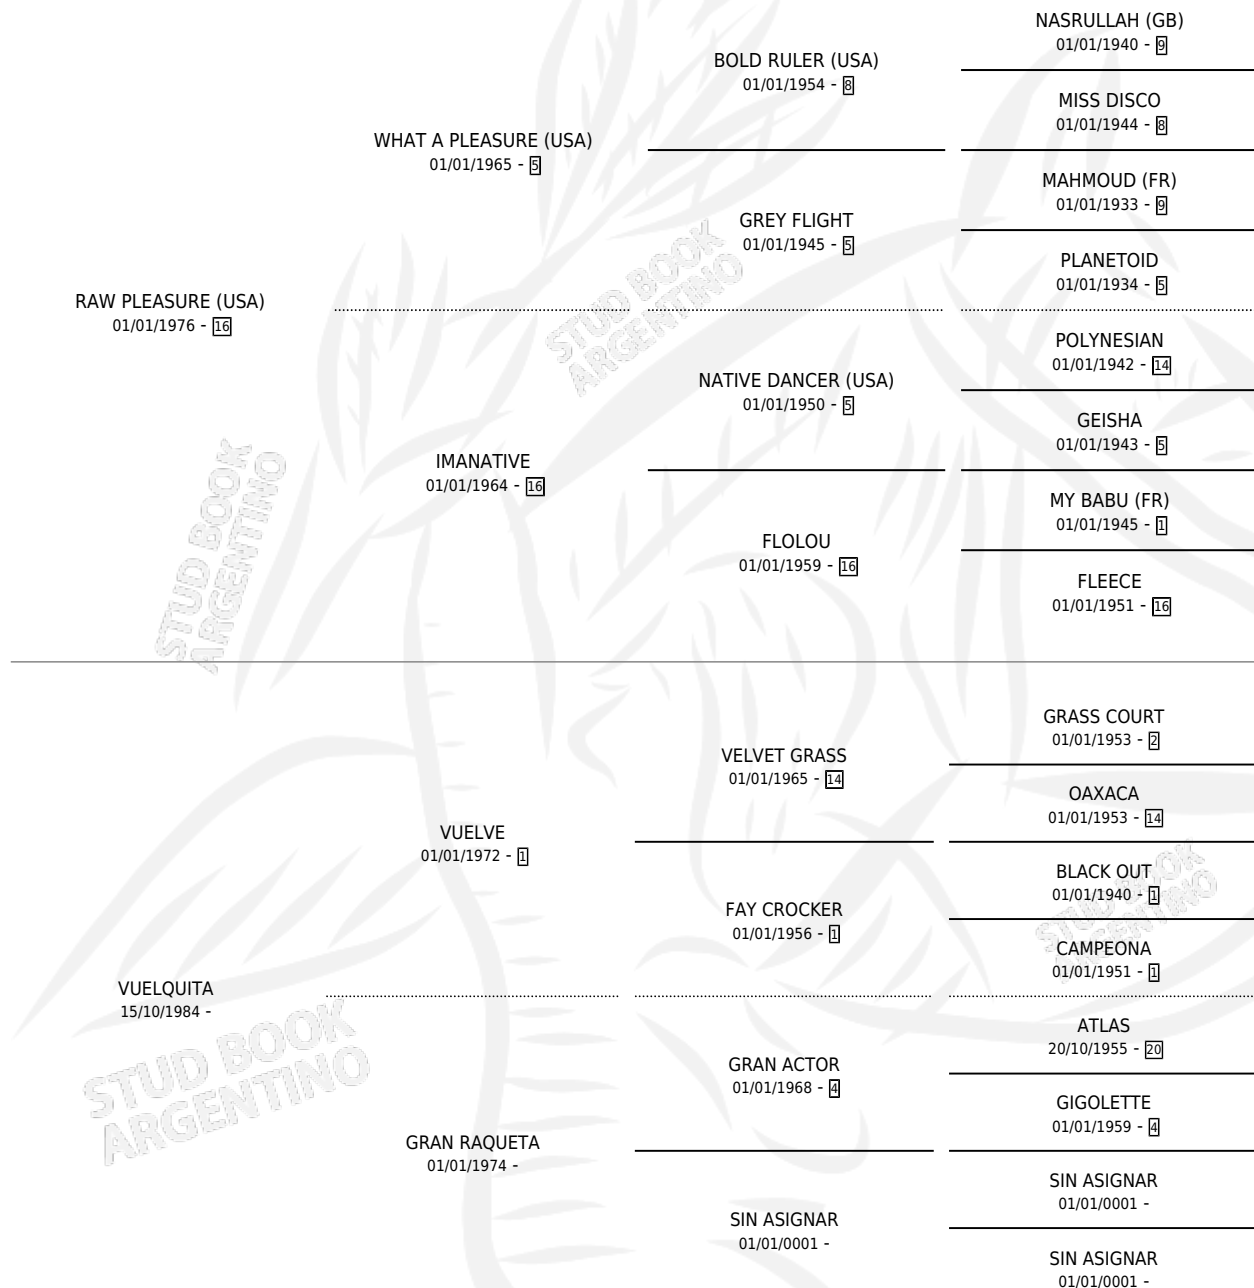 NASRULLAH (GB)
01/01/1940 - 9
BOLD RULER (USA)
01/01/1954 - 8
MISS DISCO
01/01/1944 - 8
WHAT A PLEASURE (USA)
01/01/1965 - 5
MAHMOUD (FR)
01/01/1933 - 9
GREY FLIGHT
01/01/1945 - 5
PLANETOID
01/01/1934 - 5
RAW PLEASURE (USA)
01/01/1976 - 16
POLYNESIAN
01/01/1942 - 14
NATIVE DANCER (USA)
01/01/1950 - 5
GEISHA
01/01/1943 - 5
IMANATIVE
01/01/1964 - 16
MY BABU (FR)
01/01/1945 - 1
FLOLOU
01/01/1959 - 16
FLEECE
01/01/1951 - 16
GRASS COURT
01/01/1953 - 2
VELVET GRASS
01/01/1965 - 14
OAXACA
01/01/1953 - 14
VUELVE
01/01/1972 - 1
BLACK OUT
01/01/1940 - 1
FAY CROCKER
01/01/1956 - 1
CAMPEONA
01/01/1951 - 1
VUELQUITA
15/10/1984 -
ATLAS
20/10/1955 - 20
GRAN ACTOR
01/01/1968 - 4
GIGOLETTE
01/01/1959 - 4
GRAN RAQUETA
01/01/1974 -
SIN ASIGNAR
01/01/0001 -
SIN ASIGNAR
01/01/0001 -
SIN ASIGNAR
01/01/0001 -
STUD BOOK
ARGENTINO
STUD BOOK
ARGENTINO
STUD BOOK
ARGENTINO
STUD BOOK
ARGENTINO